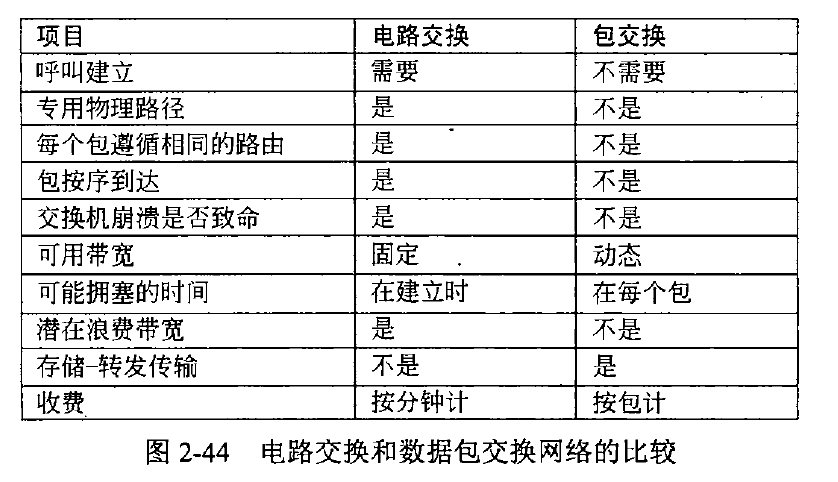 项目 电路交换 包交换
呼叫建立 需要 不需要
专用物理路径 是 不是
每个包遵循相同的路由 是 不是
包按序到达 是 不是
交换机崩溃是否致命 是 不是
可用带宽 固定 动态
可能拥塞的时间 在建立时 在每个包
潜在浪费带宽 是 不是
存储-转发传输 不是 是
收费 按分钟计 按包计
图 2-44 电路交换和数据包交换网络的比较